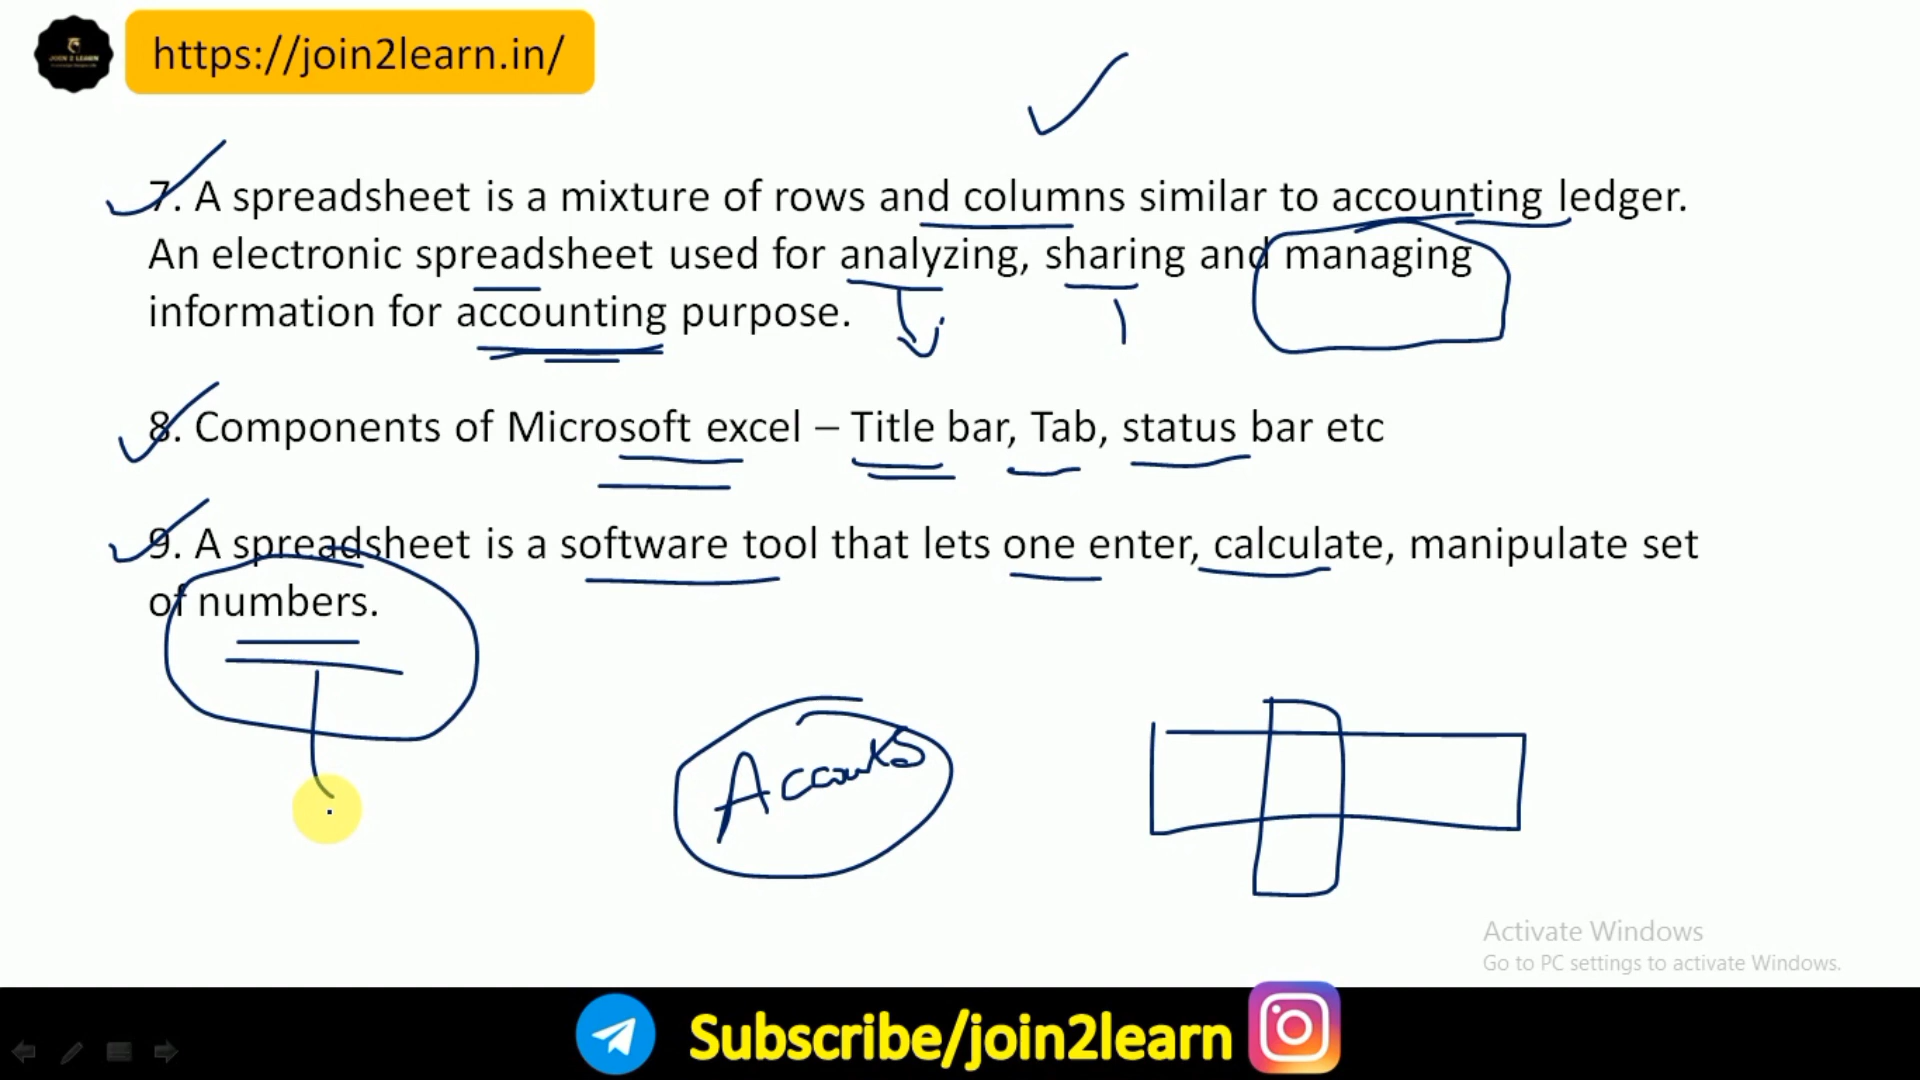 JOIN 2 LEARN
https://join2learn.in/
7. A spreadsheet is a mixture of rows and columns similar to accounting ledger.
An electronic spreadsheet used for analyzing, sharing and managing
information for accounting purpose.
8. Components of Microsoft excel – Title bar, Tab, status bar etc
9. A spreadsheet is a software tool that lets one enter, calculate, manipulate set
of numbers.
Accounts
Activate Windows
Go to PC settings to activate Windows.
Subscribe/join2learn